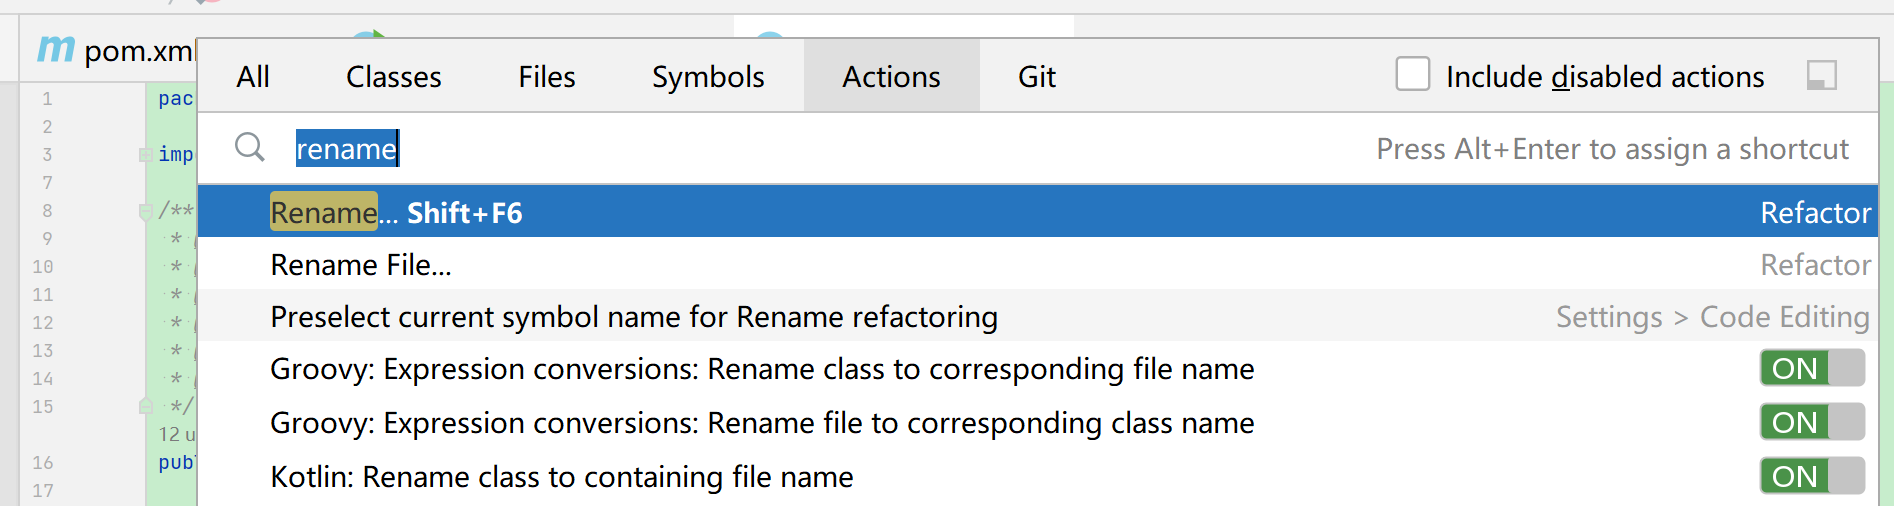 m pom.xml
All Classes Files Symbols Actions Git Include disabled actions
rename Press Alt+Enter to assign a shortcut
Rename... Shift+F6 Refactor
Rename File... Refactor
Preselect current symbol name for Rename refactoring Settings > Code Editing
Groovy: Expression conversions: Rename class to corresponding file name ON
Groovy: Expression conversions: Rename file to corresponding class name ON
Kotlin: Rename class to containing file name ON
1 pac
2
3 imp
7
8 /**
9 *
10 *
11 *
12 *
13 *
14 *
15 */
12 u
16 publ
17